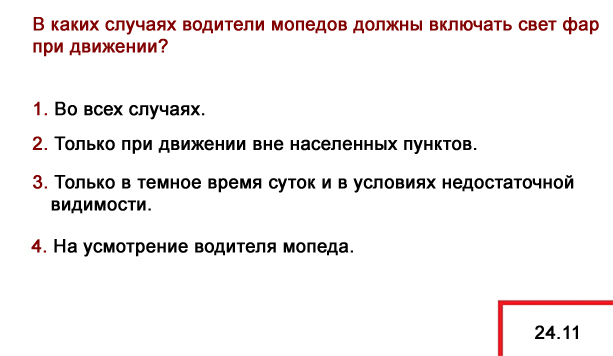 В каких случаях водители мопедов должны включать свет фар
при движении?
1. Во всех случаях.
2. Только при движении вне населенных пунктов.
3. Только в темное время суток и в условиях недостаточной
видимости.
4. На усмотрение водителя мопеда.
24.11